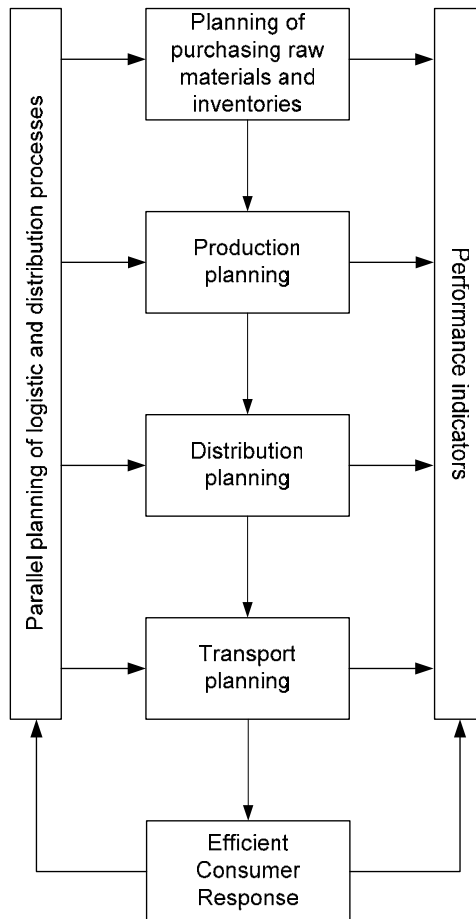 Planning of
purchasing raw
materials and
inventories
Parallel planning of logistic and distribution processes
Production
planning
Performance indicators
Distribution
planning
Transport
planning
Efficient
Consumer
Response